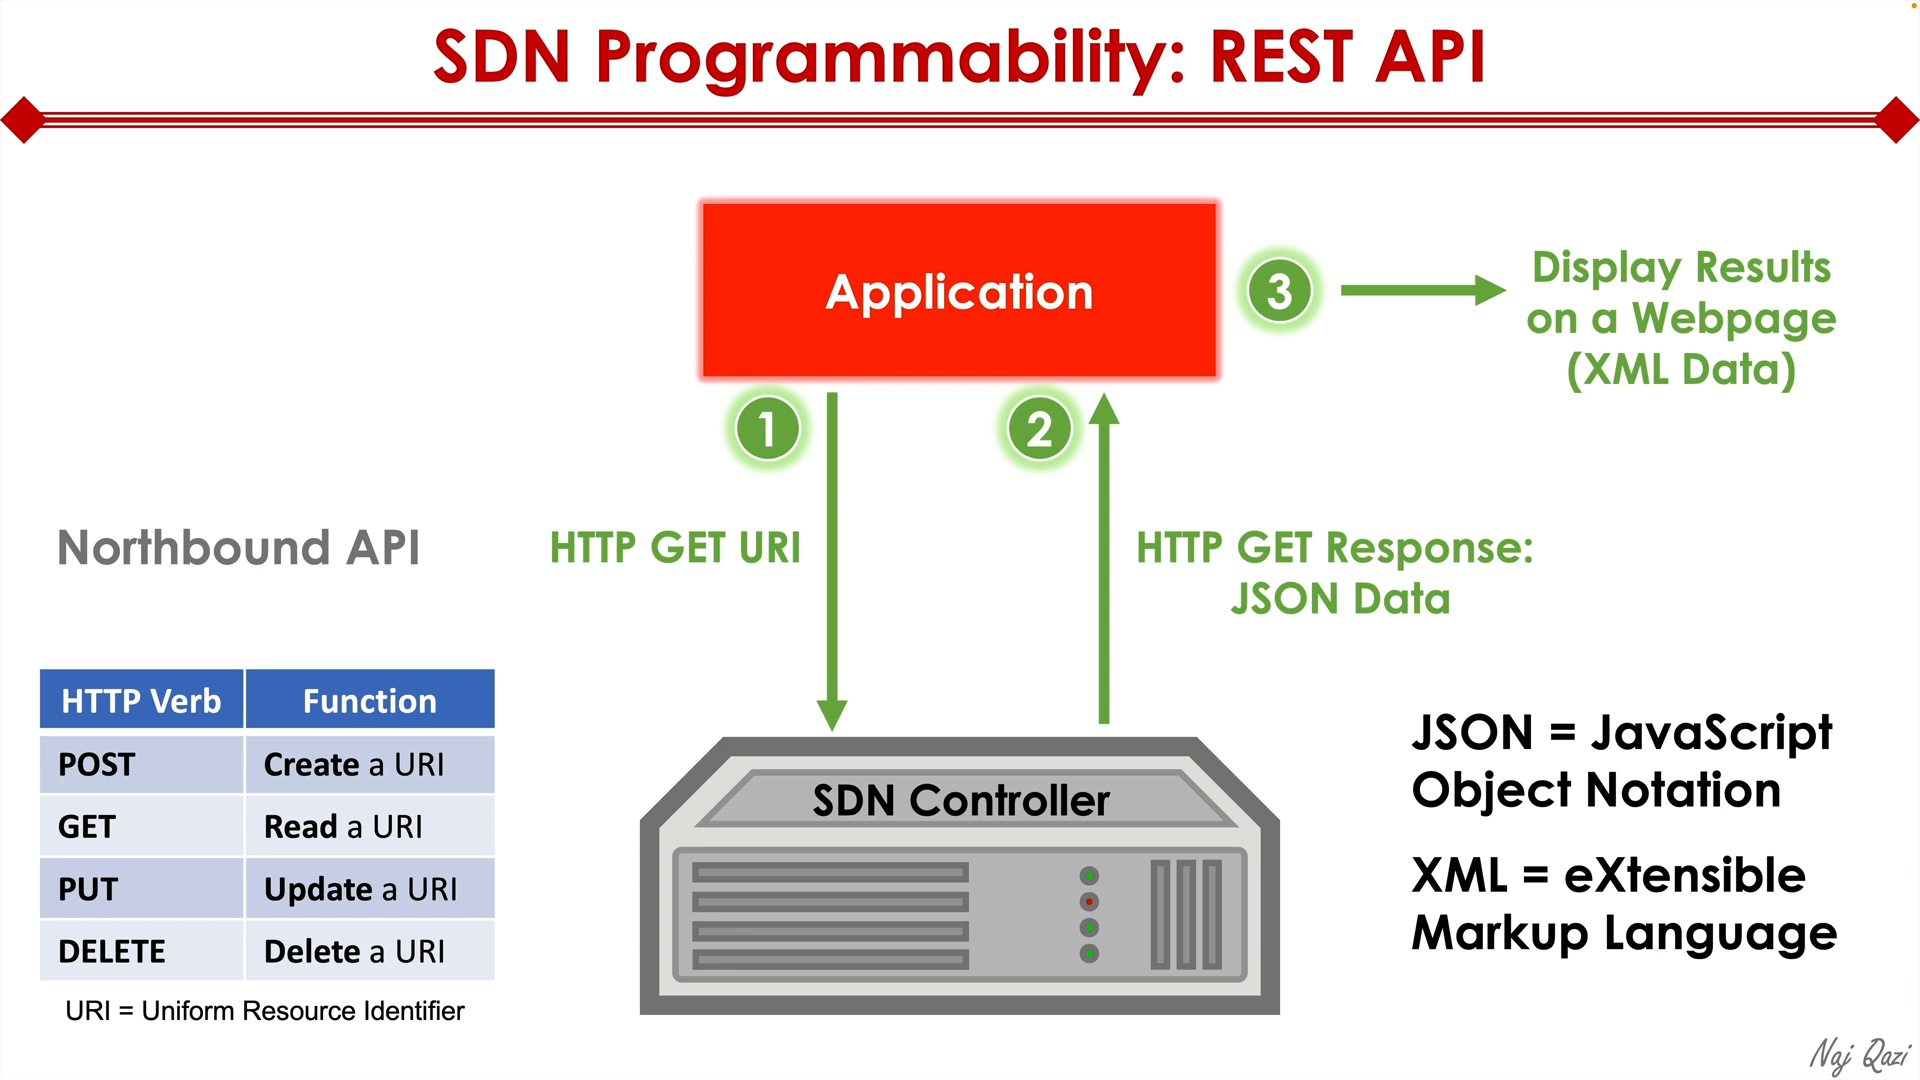 SDN Programmability: REST API
Application
3
Display Results
on a Webpage
(XML Data)
1
2
Northbound API
HTTP GET URI
HTTP GET Response:
JSON Data
HTTP Verb Function
POST Create a URI
GET Read a URI
PUT Update a URI
DELETE Delete a URI
URI = Uniform Resource Identifier
SDN Controller
JSON = JavaScript
Object Notation
XML = eXtensible
Markup Language
Naj Qazi